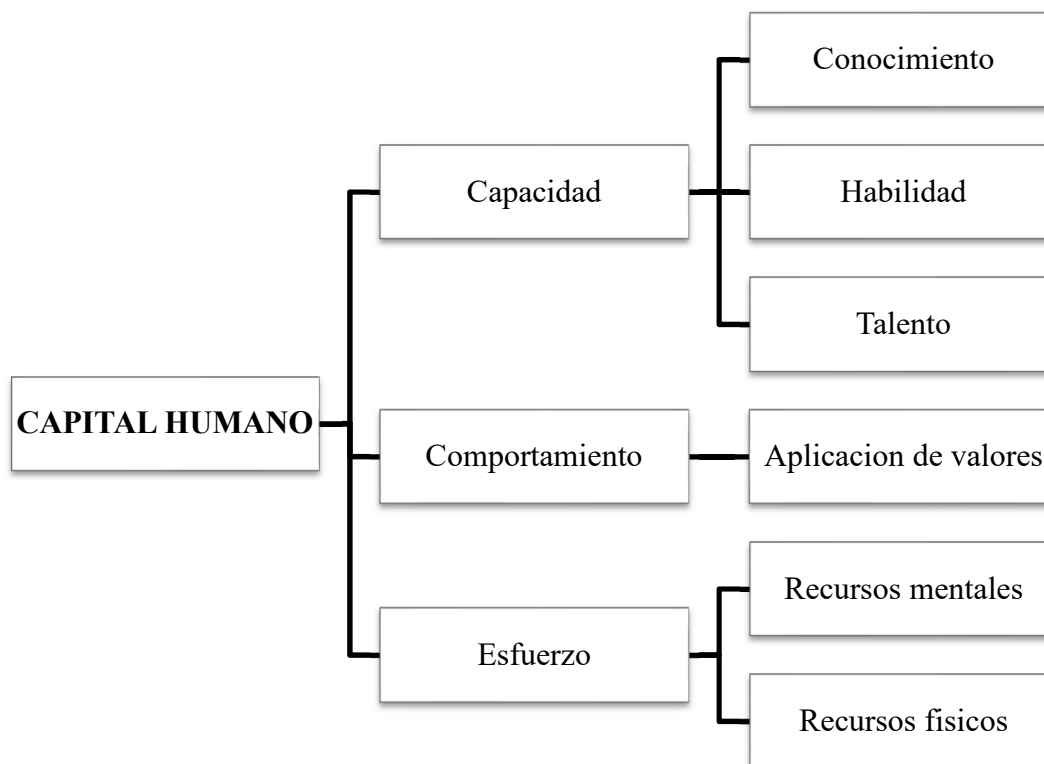 CAPITAL HUMANO
Capacidad
Conocimiento
Habilidad
Talento
Comportamiento
Aplicacion de valores
Esfuerzo
Recursos mentales
Recursos fisicos